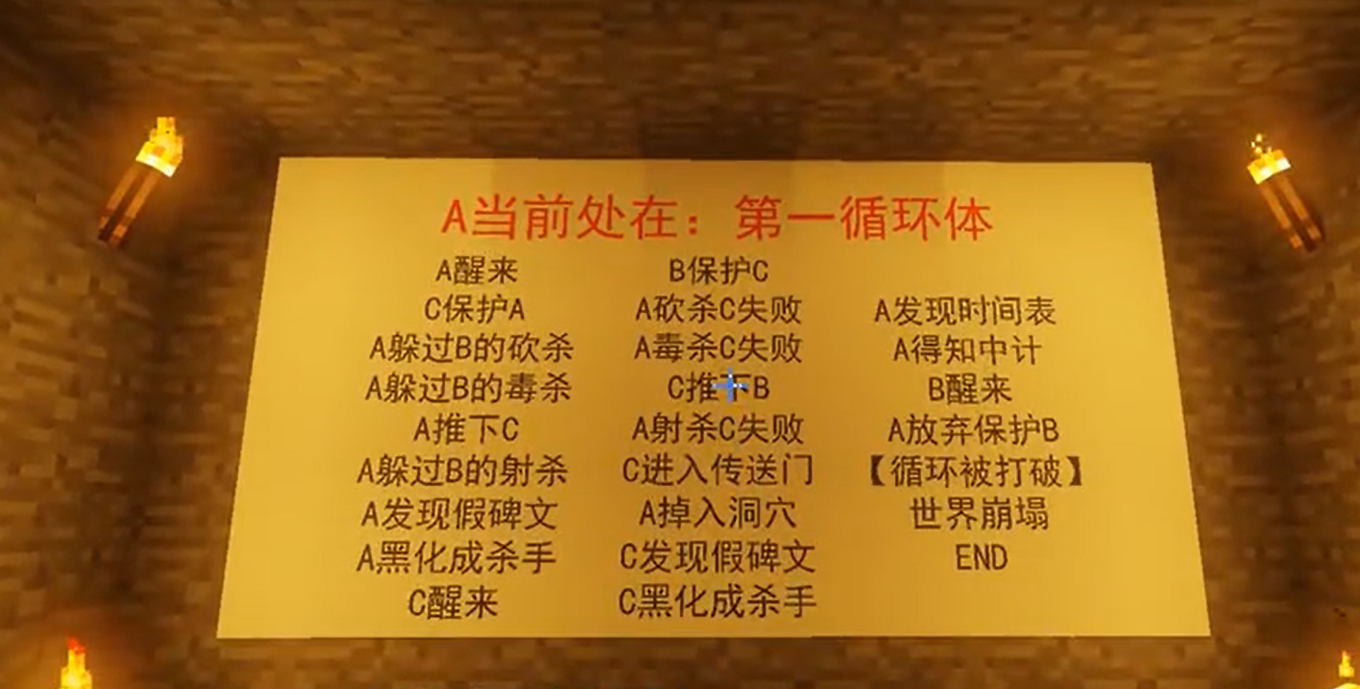 A当前处在：第一循环体
A醒来
C保护A
A躲过B的砍杀
A躲过B的毒杀
A推下C
A躲过B的射杀
A发现假碑文
A黑化成杀手
C醒来
B保护C
A砍杀C失败
A毒杀C失败
C推下B
A射杀C失败
C进入传送门
A掉入洞穴
C发现假碑文
C黑化成杀手
A发现时间表
A得知中计
B醒来
A放弃保护B
【循环被打破】
世界崩塌
END